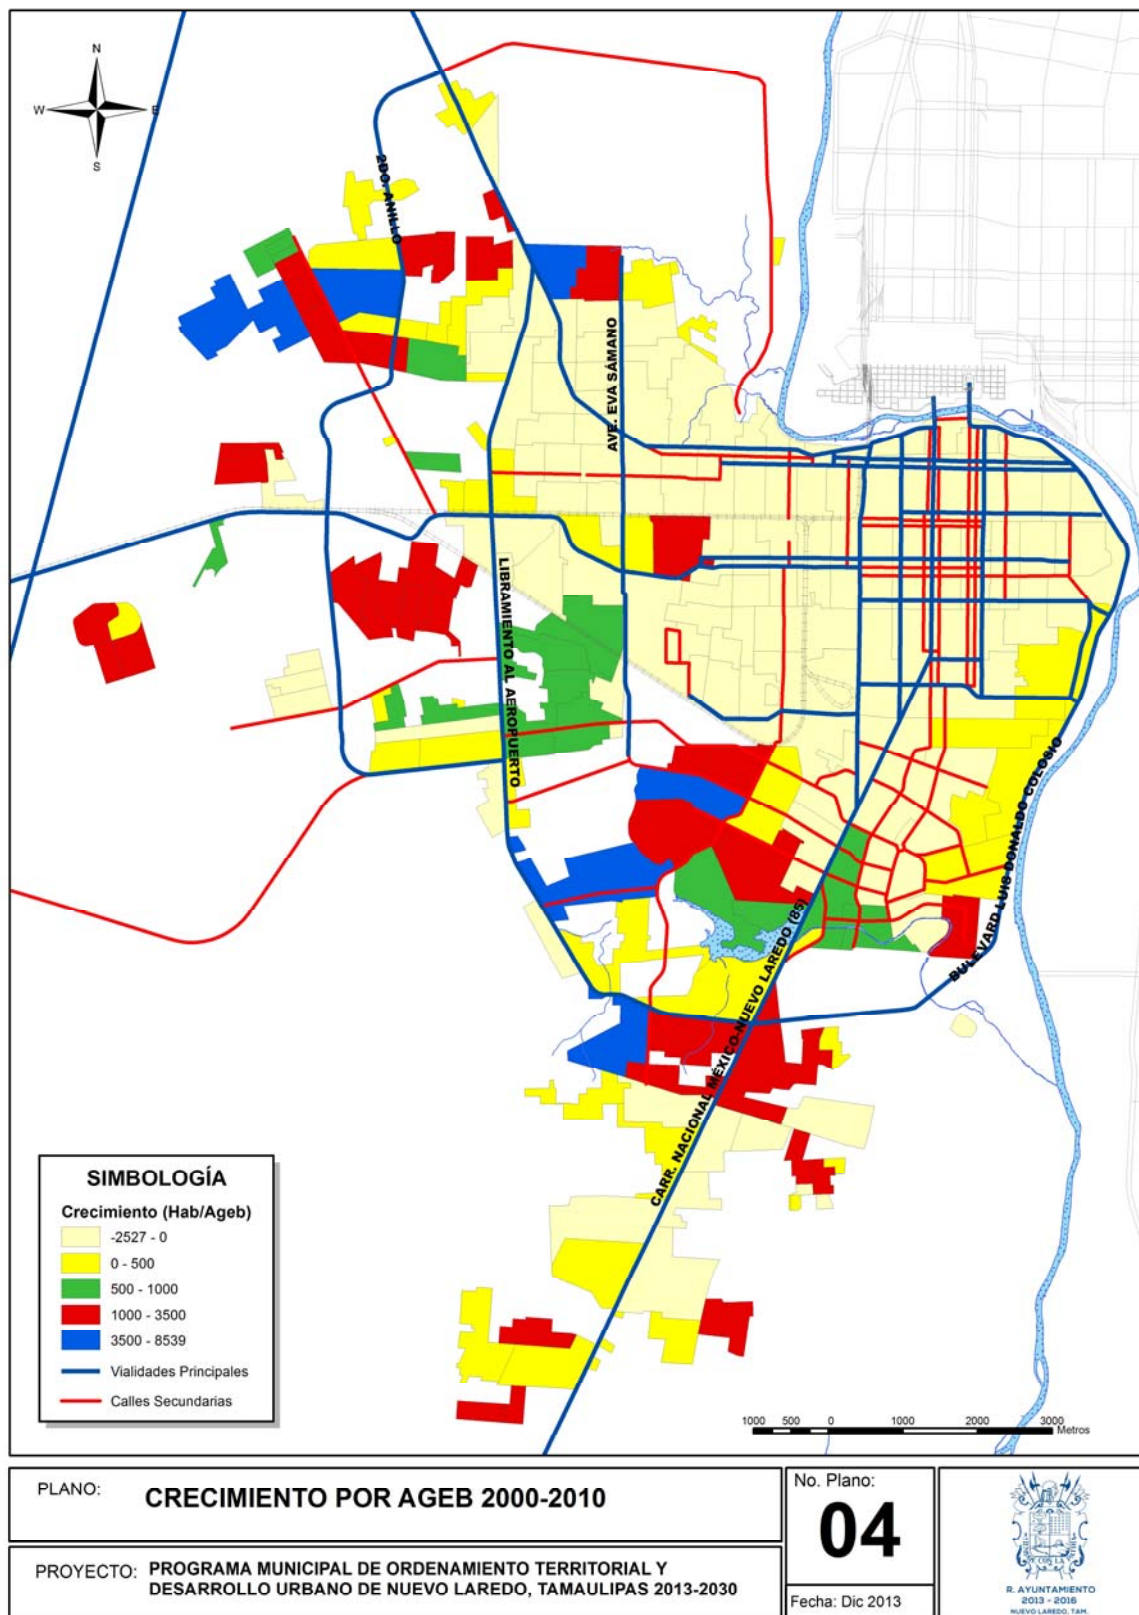 N
W E
S
2DO. ANILLO
AVE. EVA SÁMANO
LIBRAMIENTO AL AEROPUERTO
BULEVARD LUIS DONALDO COLOSIO
CARR. NACIONAL MÉXICO-NUEVO LAREDO (85)
SIMBOLOGÍA
Crecimiento (Hab/Ageb)
-2527 - 0
0 - 500
500 - 1000
1000 - 3500
3500 - 8539
Vialidades Principales
Calles Secundarias
1000 500 0 1000 2000 3000
Metros
PLANO: CRECIMIENTO POR AGEB 2000-2010
PROYECTO: PROGRAMA MUNICIPAL DE ORDENAMIENTO TERRITORIAL Y
DESARROLLO URBANO DE NUEVO LAREDO, TAMAULIPAS 2013-2030
No. Plano:
04
Fecha: Dic 2013
R. AYUNTAMIENTO
2013 - 2016
NUEVO LAREDO, TAM.